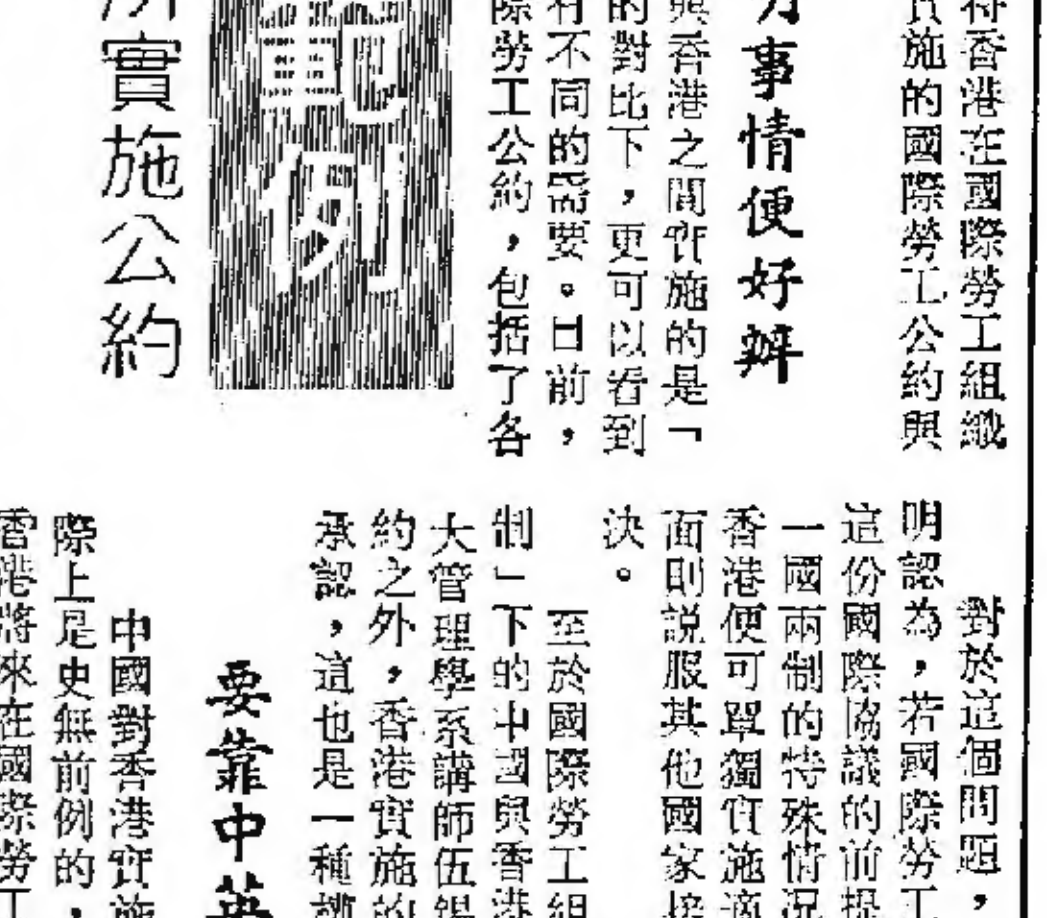 待香港在國際勞工組織
實施的國際勞工公約與
事情便好辦
與香港之間實施的是「
的對比下，更可以看到
有不同的需要。日前，
際勞工公約，包括了各
範例
所實施公約
對於這個問題，
明認為，若國際勞工
這份國際協議的前提
一國兩制的特殊情況
香港便可單獨實施適
面則説服其他國家接
決。
至於國際勞工組
制」下的中國與香港
大管理學系講師伍錫
約之外，香港實施的
承認，這也是一種
要靠中英
中國對香港實施
際上是史無前例的，
香港將來在國際勞工